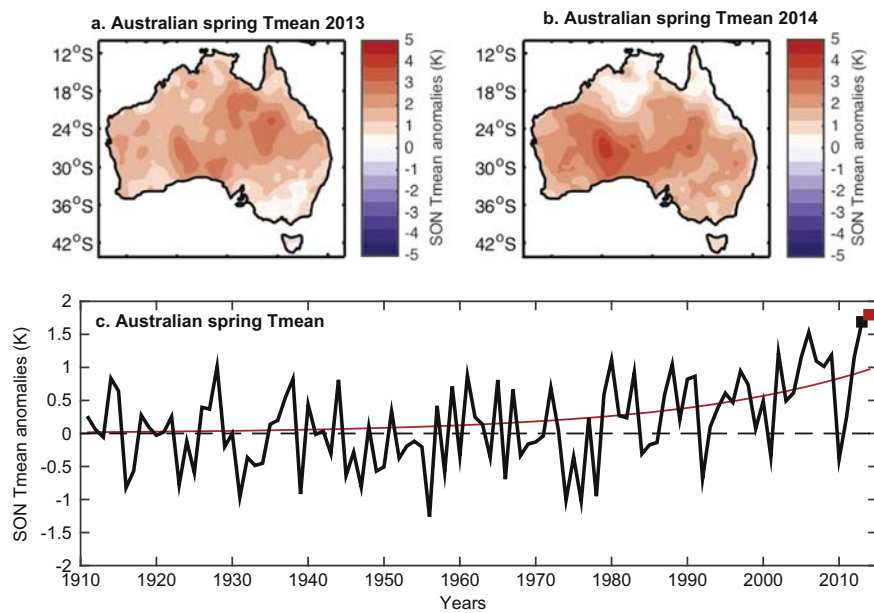 a. Australian spring Tmean 2013
12°S
18°S
24°S
30°S
36°S
42°S
5
4
3
2
1
0
-1
-2
-3
-4
-5
SON Tmean anomalies (K)
b. Australian spring Tmean 2014
12°S
18°S
24°S
30°S
36°S
42°S
5
4
3
2
1
0
-1
-2
-3
-4
-5
SON Tmean anomalies (K)
c. Australian spring Tmean
SON Tmean anomalies (K)
2
1.5
1
0.5
0
-0.5
-1
-1.5
-2
1910 1920 1930 1940 1950 1960 1970 1980 1990 2000 2010
Years